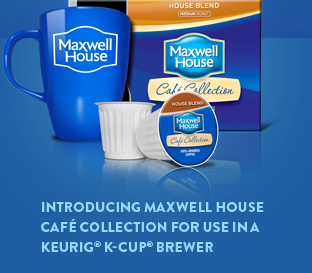 HOUSE BLEND
MEDIUM ROAST
Maxwell
House
Café Collection
Maxwell
House
HOUSE BLEND
Maxwell
House
Café Collection
100% ARABICA
COFFEE
INTRODUCING MAXWELL HOUSE
CAFÉ COLLECTION FOR USE IN A
KEURIG® K-CUP® BREWER